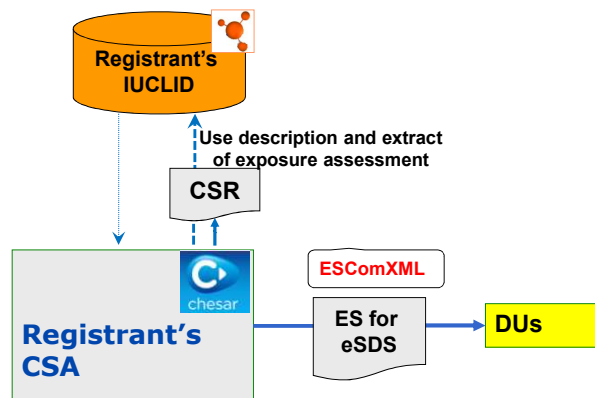 Registrant's
IUCLID
Use description and extract
of exposure assessment
CSR
chesar
Registrant's
CSA
ESComXML
ES for
eSDS
DUs